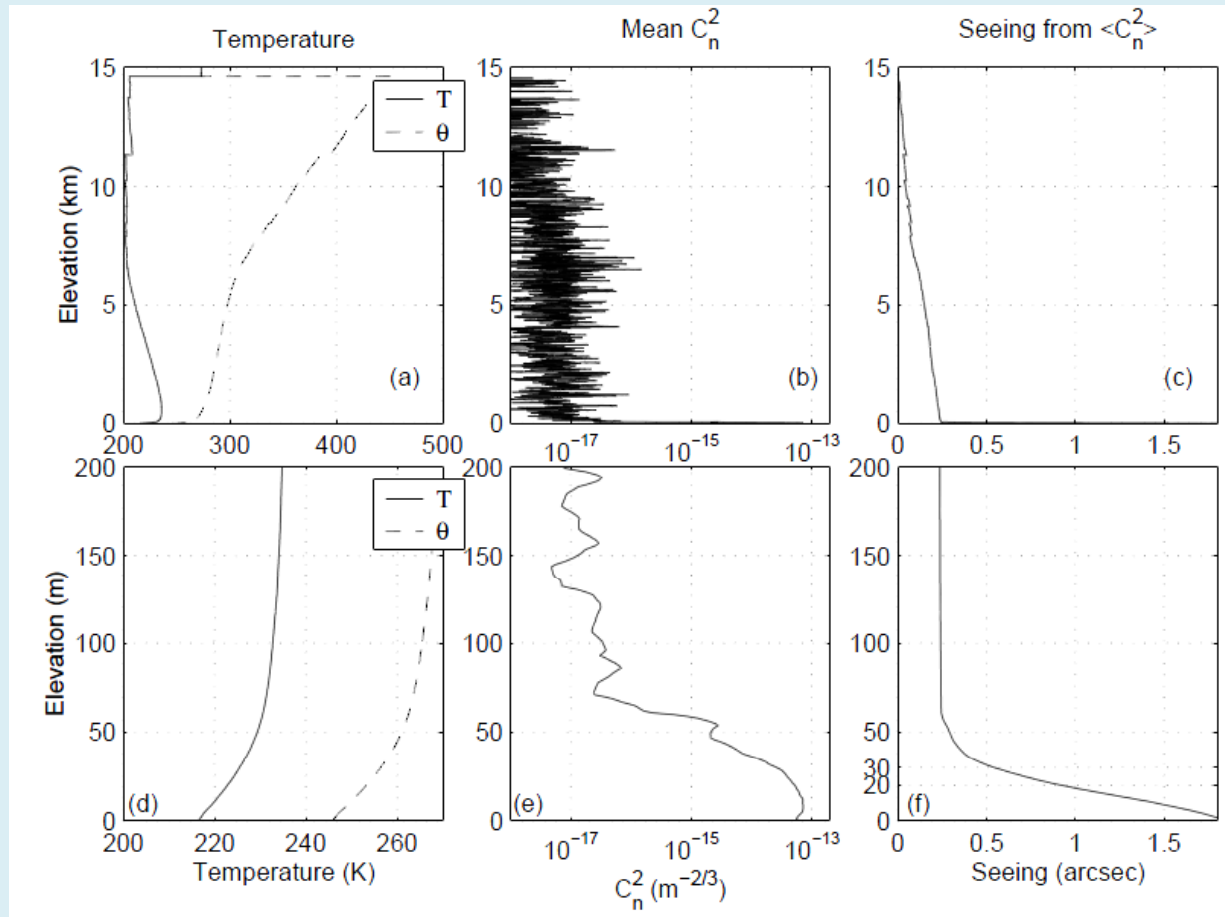 Temperature
Mean C_n^2
Seeing from <C_n^2>
Elevation (km)
15
10
5
0
200 300 400 500
T
θ
(a)
15
10
5
0
10^−17 10^−15 10^−13
(b)
15
10
5
0
0 0.5 1 1.5
(c)
Elevation (m)
200
150
100
50
0
200 220 240 260
Temperature (K)
T
θ
(d)
200
150
100
50
0
10^−17 10^−15 10^−13
C_n^2 (m^−2/3)
(e)
200
150
100
50
30
20
0
0 0.5 1 1.5
Seeing (arcsec)
(f)